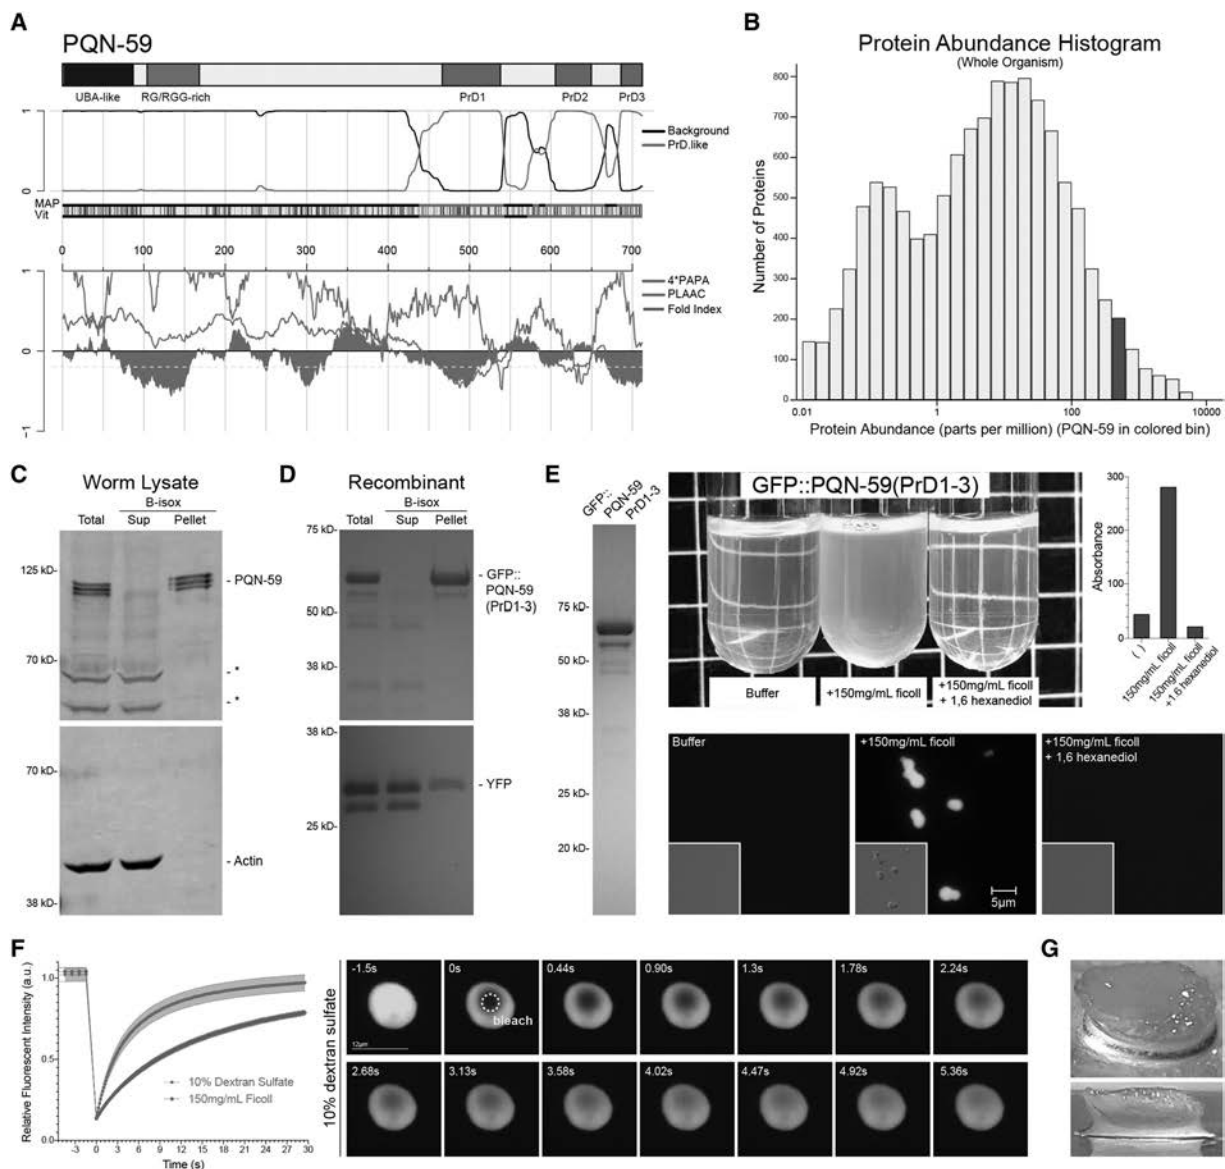 A
PQN-59
UBA-like
RG/RGG-rich
PrD1
PrD2
PrD3
1
0
Background
PrD.like
MAP
Vit
0
100
200
300
400
500
600
700
1
0
−1
4*PAPA
PLAAC
Fold Index
B
Protein Abundance Histogram
(Whole Organism)
Number of Proteins
800
700
600
500
400
300
200
100
0
0.01
1
100
10000
Protein Abundance (parts per million) (PQN-59 in colored bin)
C
Worm Lysate
B-isox
Total
Sup
Pellet
125 kD-
- PQN-59
70 kD-
- *
- *
70 kD-
- Actin
38 kD-
D
Recombinant
B-isox
Total
Sup
Pellet
75 kD-
- GFP::
PQN-59
(PrD1-3)
50 kD-
38 kD-
38 kD-
- YFP
25 kD-
E
GFP::
PQN-59
PrD1-3
75 kD-
50 kD-
38 kD-
25 kD-
20 kD-
GFP::PQN-59(PrD1-3)
Buffer
+150mg/mL ficoll
+150mg/mL ficoll
+ 1,6 hexanediol
Absorbance
300
200
100
0
( )
150mg/mL ficoll
150mg/mL ficoll
+1,6 hexanediol
Buffer
+150mg/mL ficoll
5µm
+150mg/mL ficoll
+ 1,6 hexanediol
F
Relative Fluorescent Intensity (a.u.)
1.0
0.5
0.0
10% Dextran Sulfate
150mg/mL Ficoll
-3
0
3
6
9
12
15
18
21
24
27
30
Time (s)
10% dextran sulfate
-1.5s
12µm
0s
bleach
0.44s
0.90s
1.3s
1.78s
2.24s
2.68s
3.13s
3.58s
4.02s
4.47s
4.92s
5.36s
G